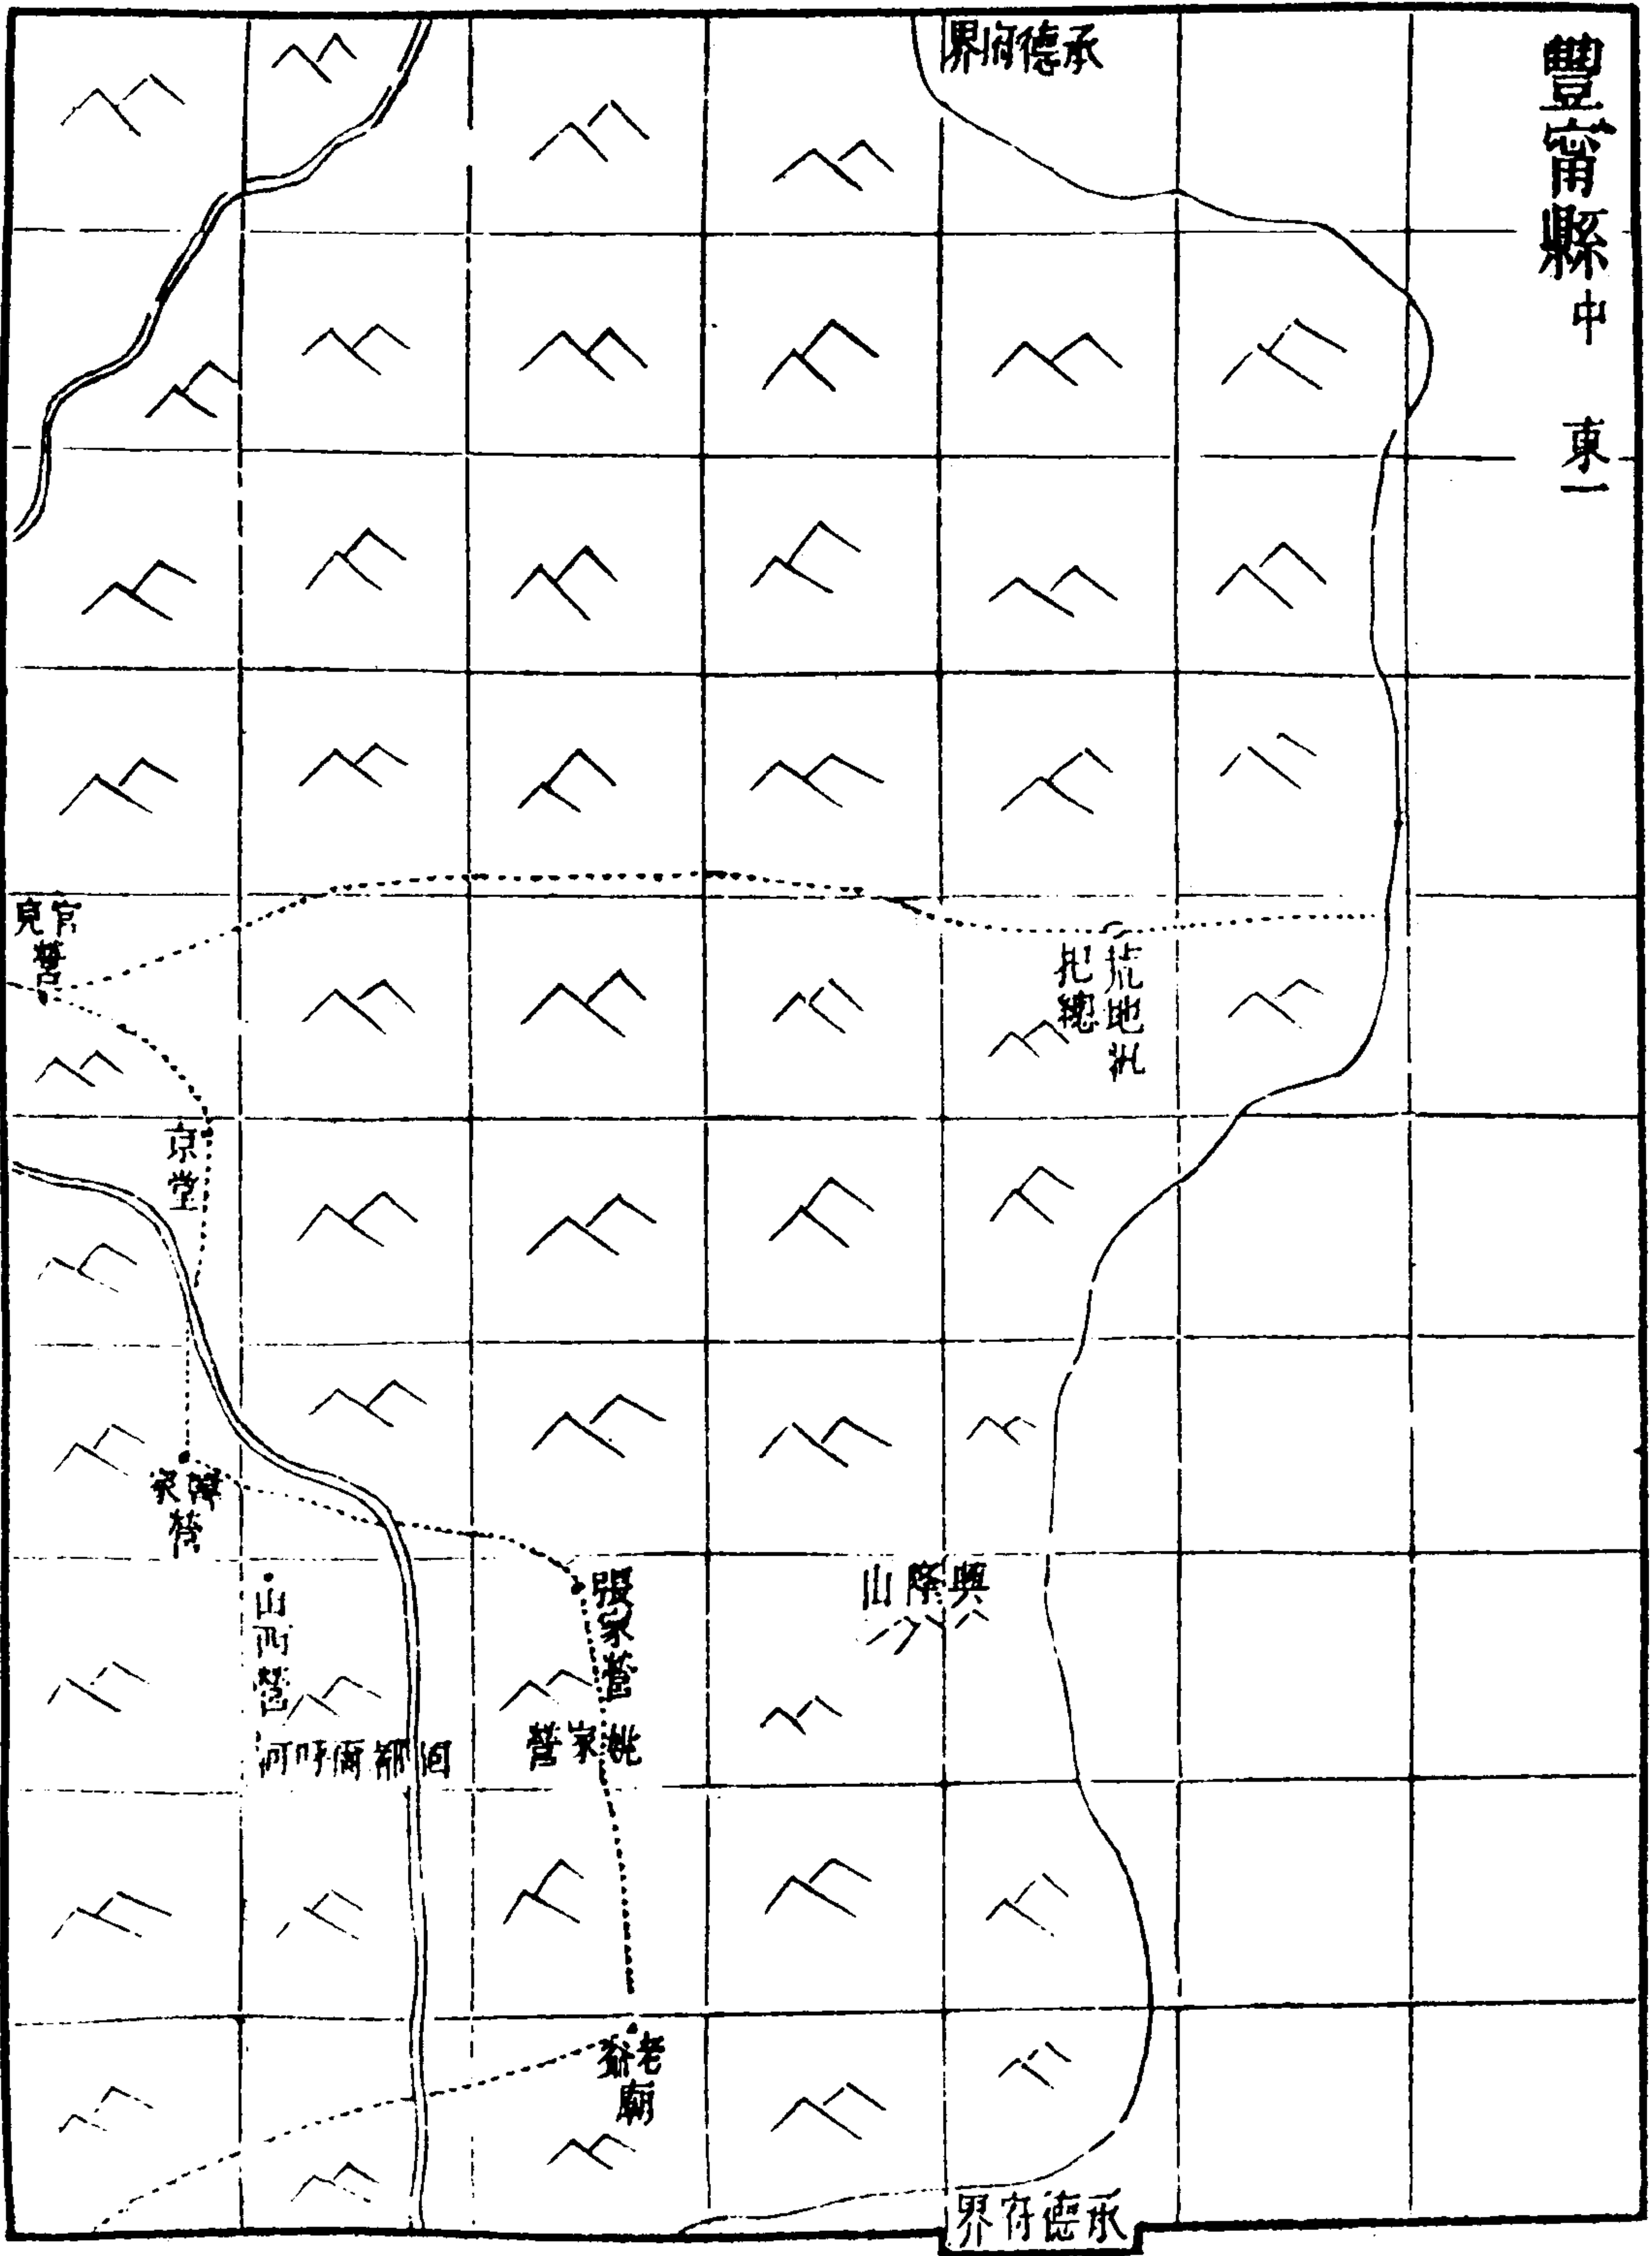 豐甯縣 中 東一
承德府界
官兒營
荒地汛
把總
京堂
家營
山西營
張家營
姚家營
興隆山
固都爾呼河
老爺廟
承德府界